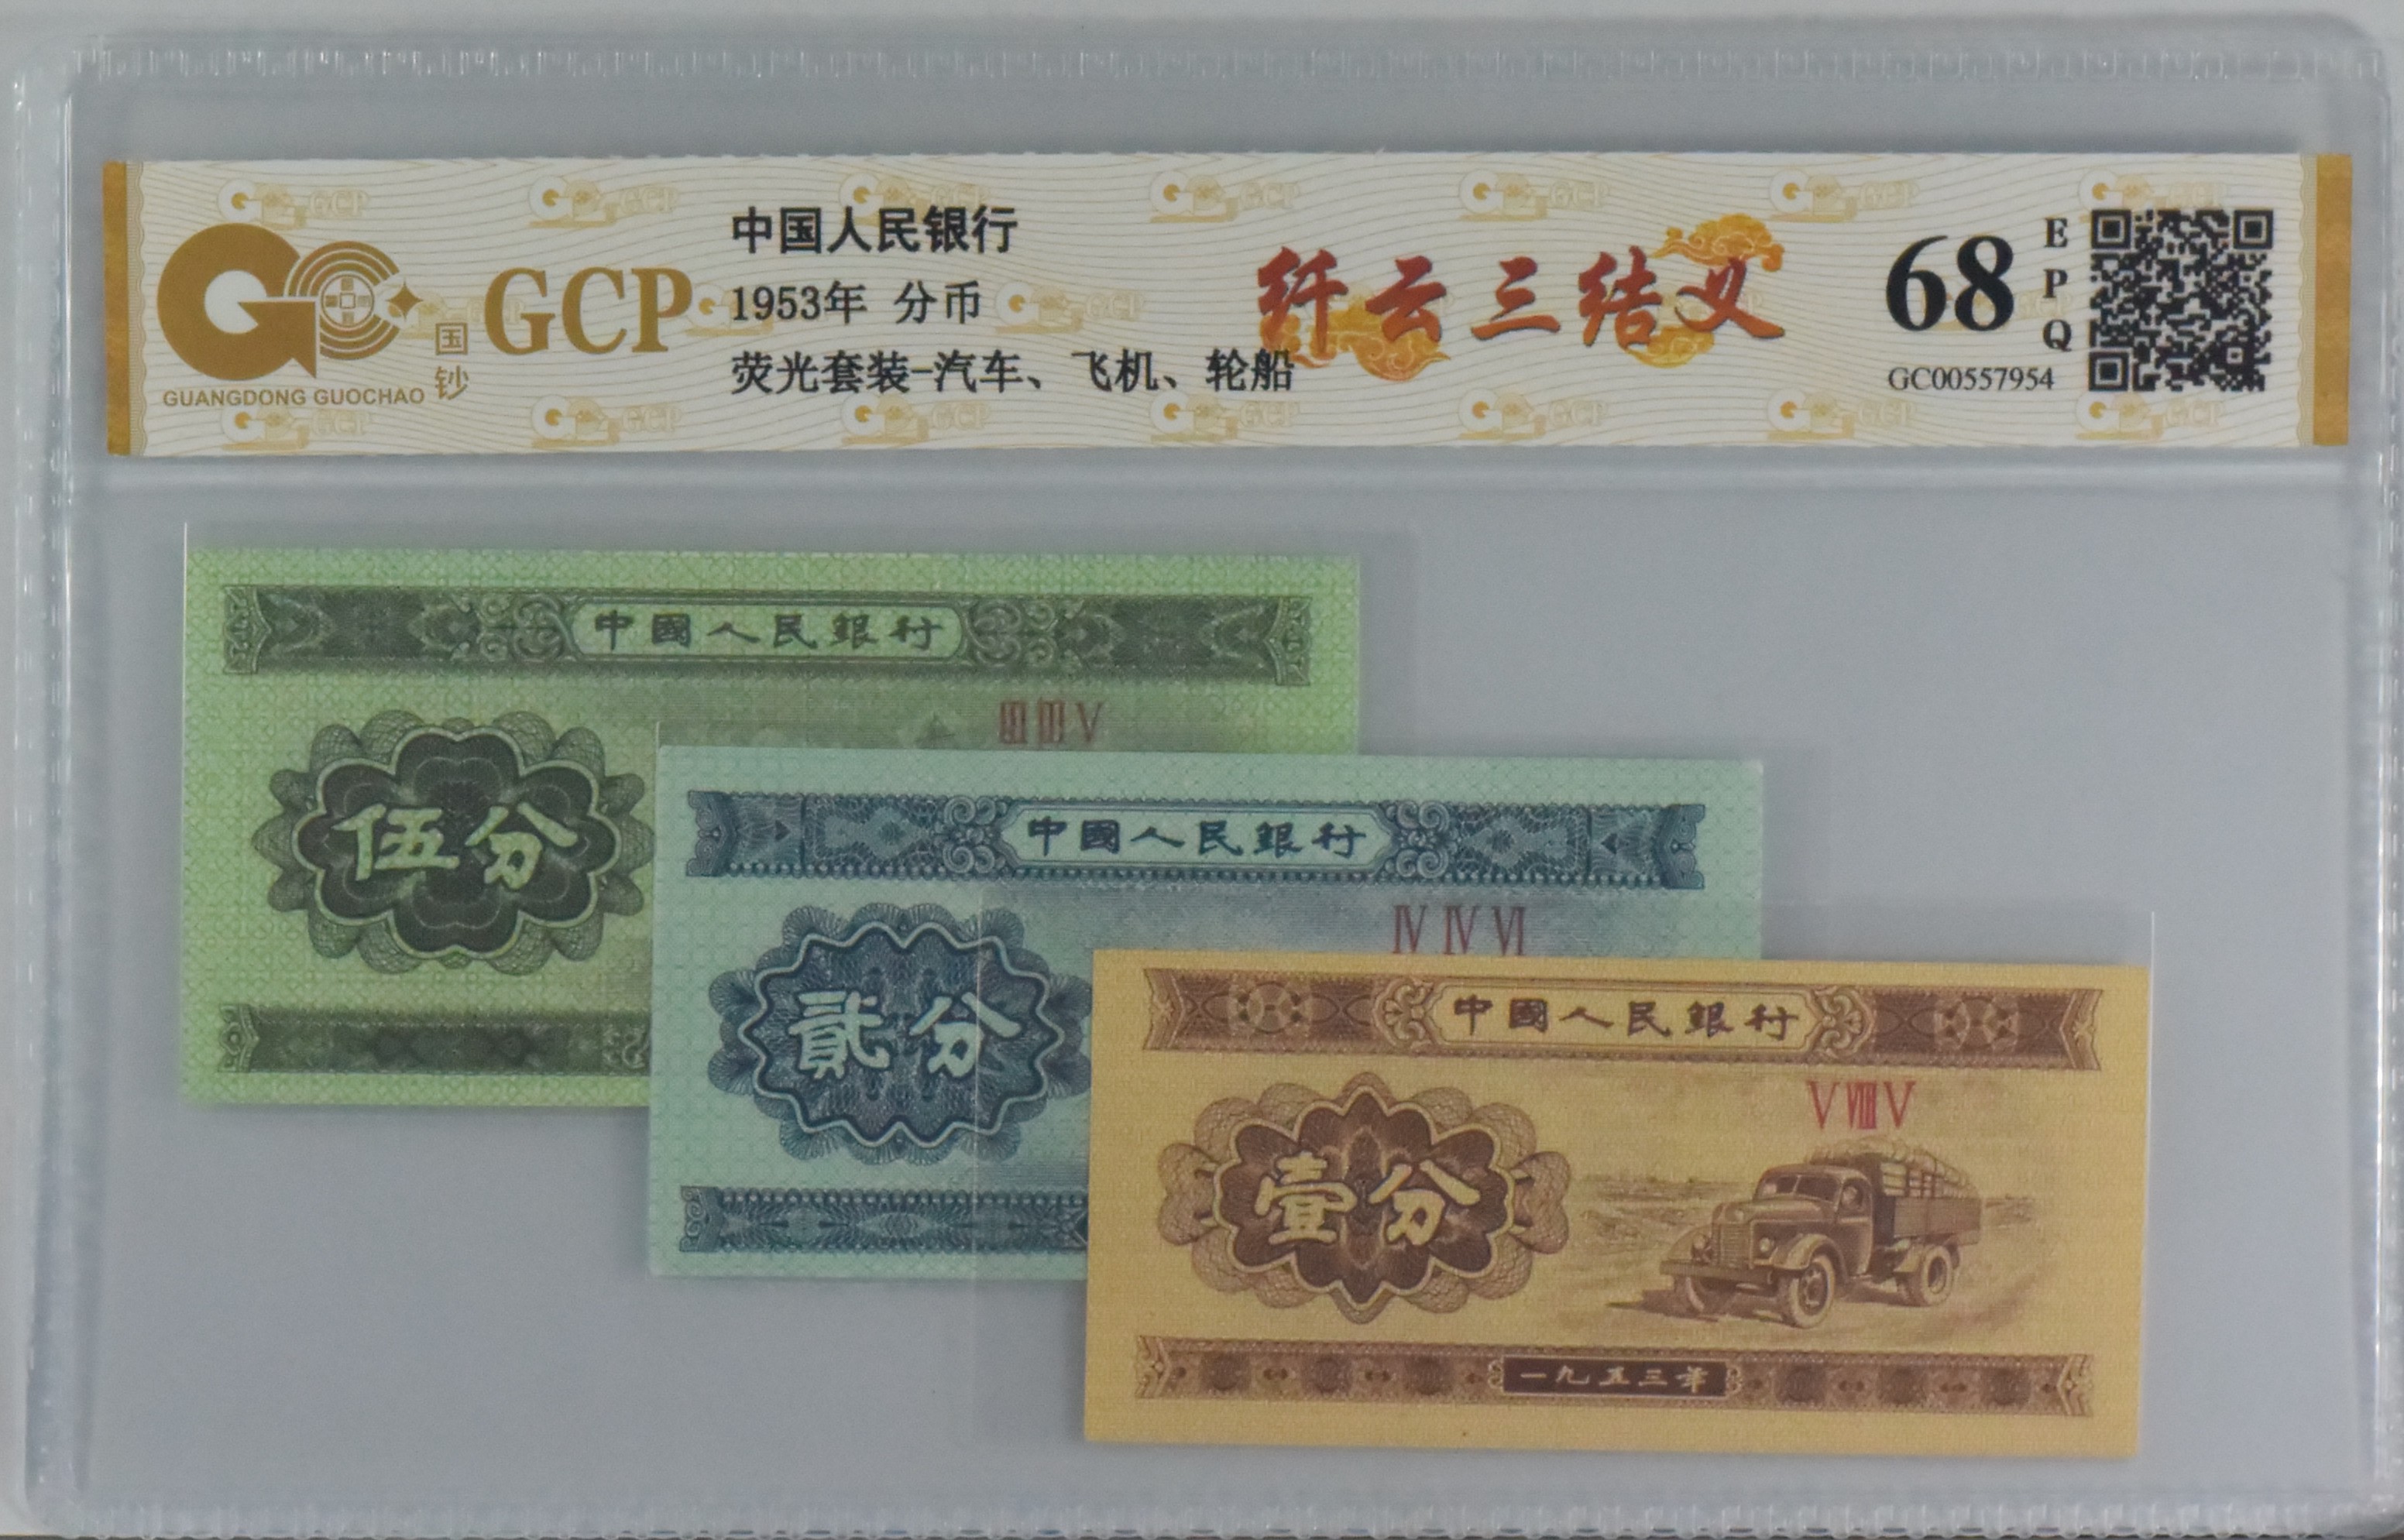 GCP
国钞
GUANGDONG GUOCHAO
中国人民银行
1953年 分币
荧光套装-汽车、飞机、轮船
纤云三结义
68
EPQ
GC00557954
中國人民銀行
ⅢⅢⅤ
伍分
中國人民銀行
ⅣⅣⅥ
貳分
中國人民銀行
ⅤⅧⅤ
壹分
一九五三年